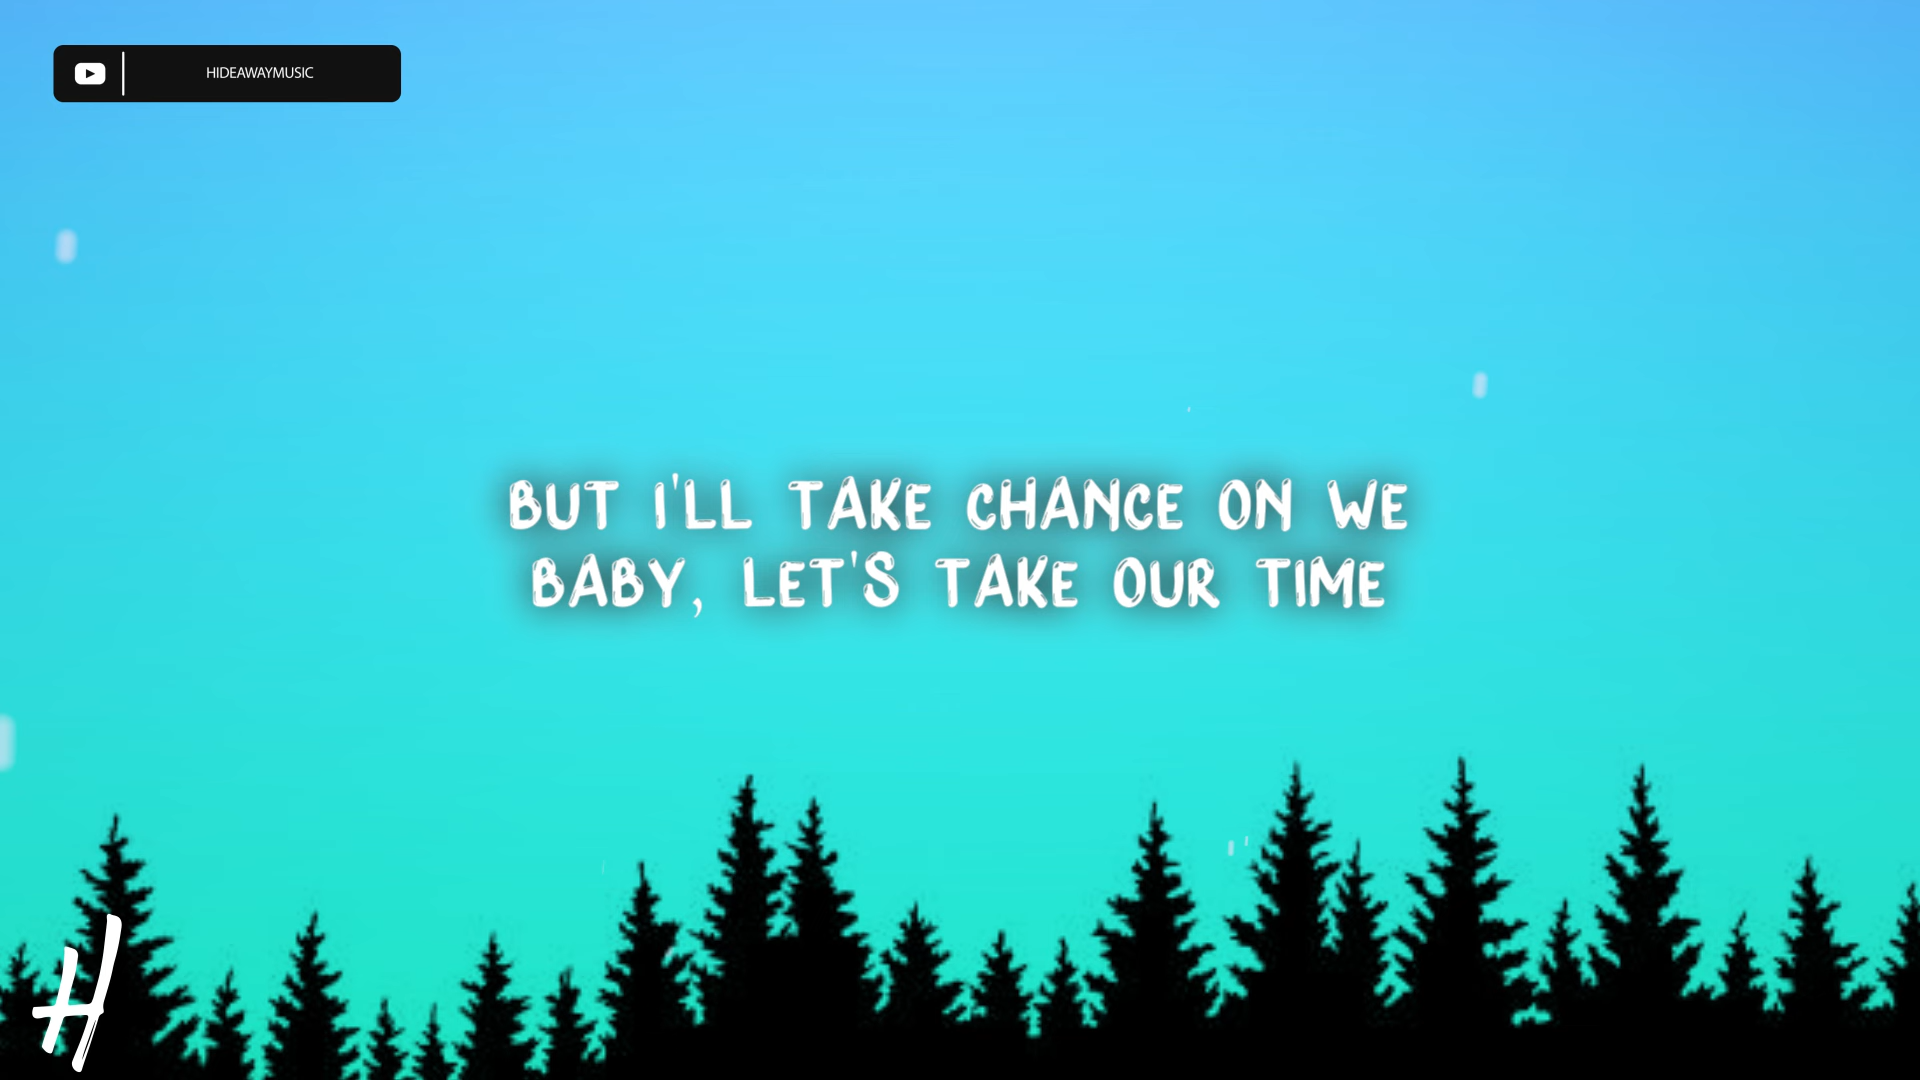 HIDEAWAYMUSIC
BUT I'LL TAKE CHANCE ON WE
BABY, LET'S TAKE OUR TIME
H